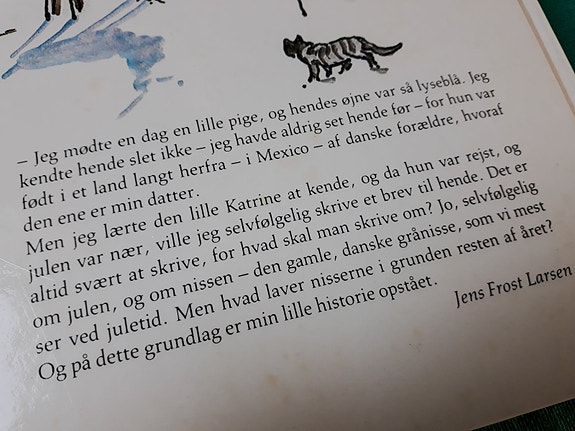 – Jeg mødte en dag en lille pige, og hendes øjne var så lyseblå. Jeg
kendte hende slet ikke – jeg havde aldrig set hende før – for hun var
født i et land langt herfra – i Mexico – af danske forældre, hvoraf
den ene er min datter.
Men jeg lærte den lille Katrine at kende, og da hun var rejst, og
julen var nær, ville jeg selvfølgelig skrive et brev til hende. Det er
altid svært at skrive, for hvad skal man skrive om? Jo, selvfølgelig
om julen, og om nissen – den gamle, danske grånisse, som vi mest
ser ved juletid. Men hvad laver nisserne i grunden resten af året?
Og på dette grundlag er min lille historie opstået.
Jens Frost Larsen